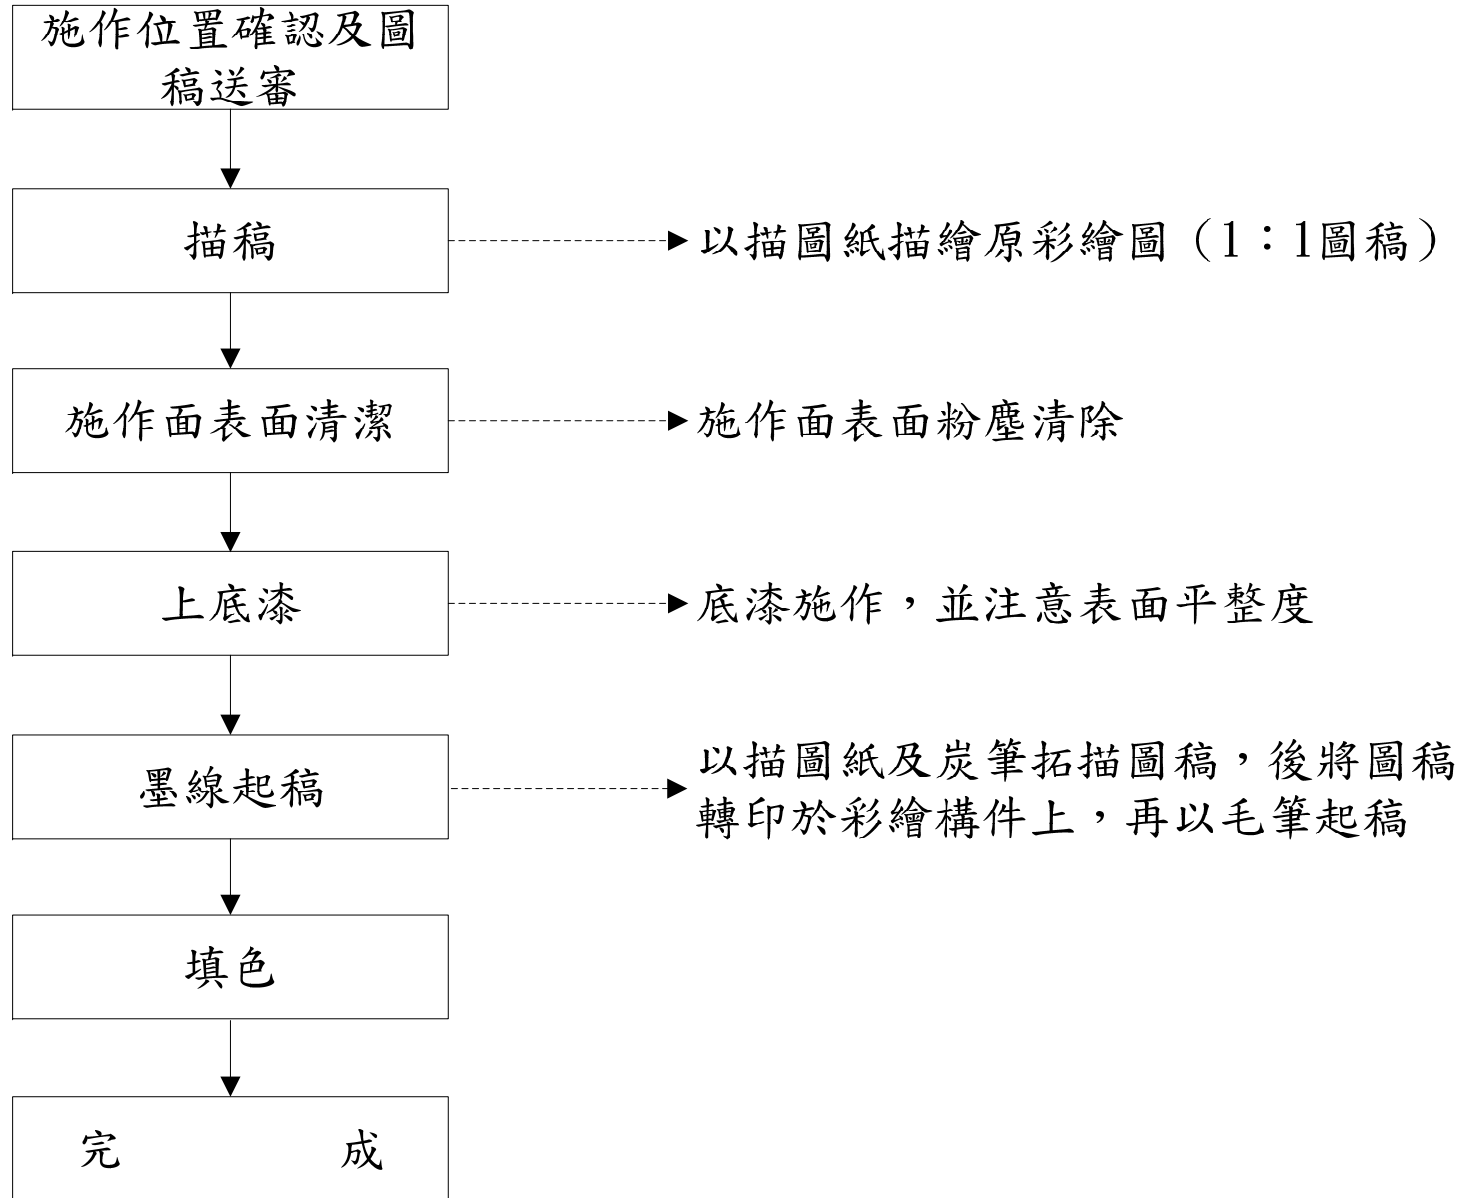 施作位置確認及圖
稿送審
描稿
以描圖紙描繪原彩繪圖（1：1圖稿）
施作面表面清潔
施作面表面粉塵清除
上底漆
底漆施作，並注意表面平整度
墨線起稿
以描圖紙及炭筆拓描圖稿，後將圖稿
轉印於彩繪構件上，再以毛筆起稿
填色
完　　　　成